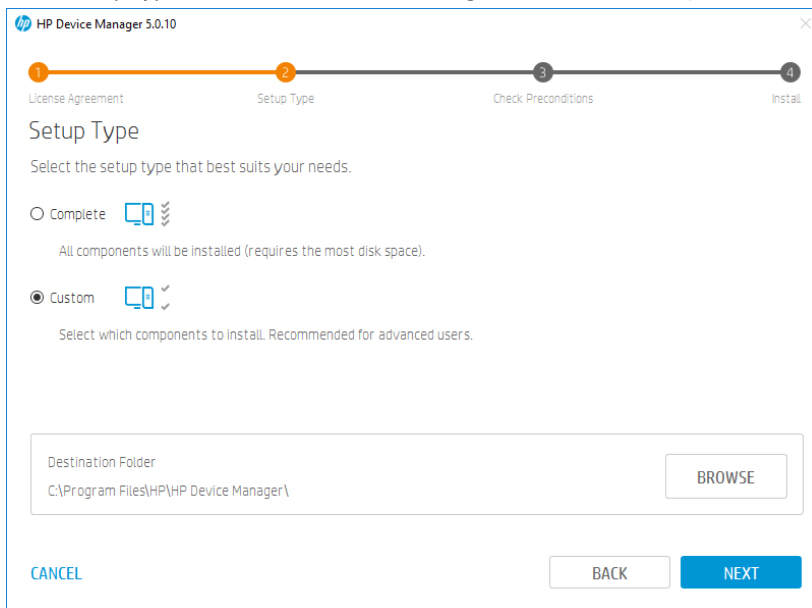 HP Device Manager 5.0.10
1 2 3 4
License Agreement Setup Type Check Preconditions Install
Setup Type
Select the setup type that best suits your needs.
Complete
All components will be installed (requires the most disk space).
Custom
Select which components to install. Recommended for advanced users.
Destination Folder
C:\Program Files\HP\HP Device Manager\
BROWSE
CANCEL BACK NEXT